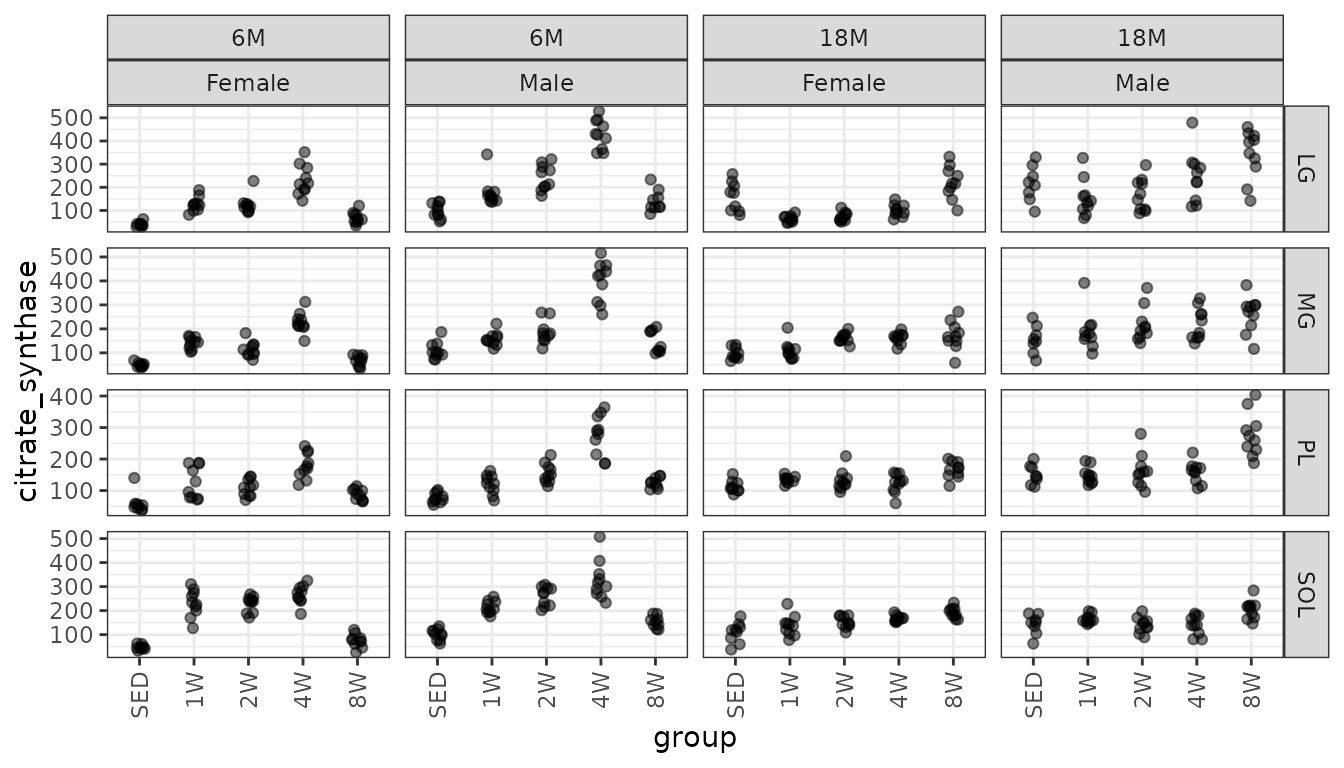 6M 6M 18M 18M
Female Male Female Male
citrate_synthase
500
400
300
200
100
LG
500
400
300
200
100
MG
400
300
200
100
PL
500
400
300
200
100
SOL
SED 1W 2W 4W 8W SED 1W 2W 4W 8W SED 1W 2W 4W 8W SED 1W 2W 4W 8W
group